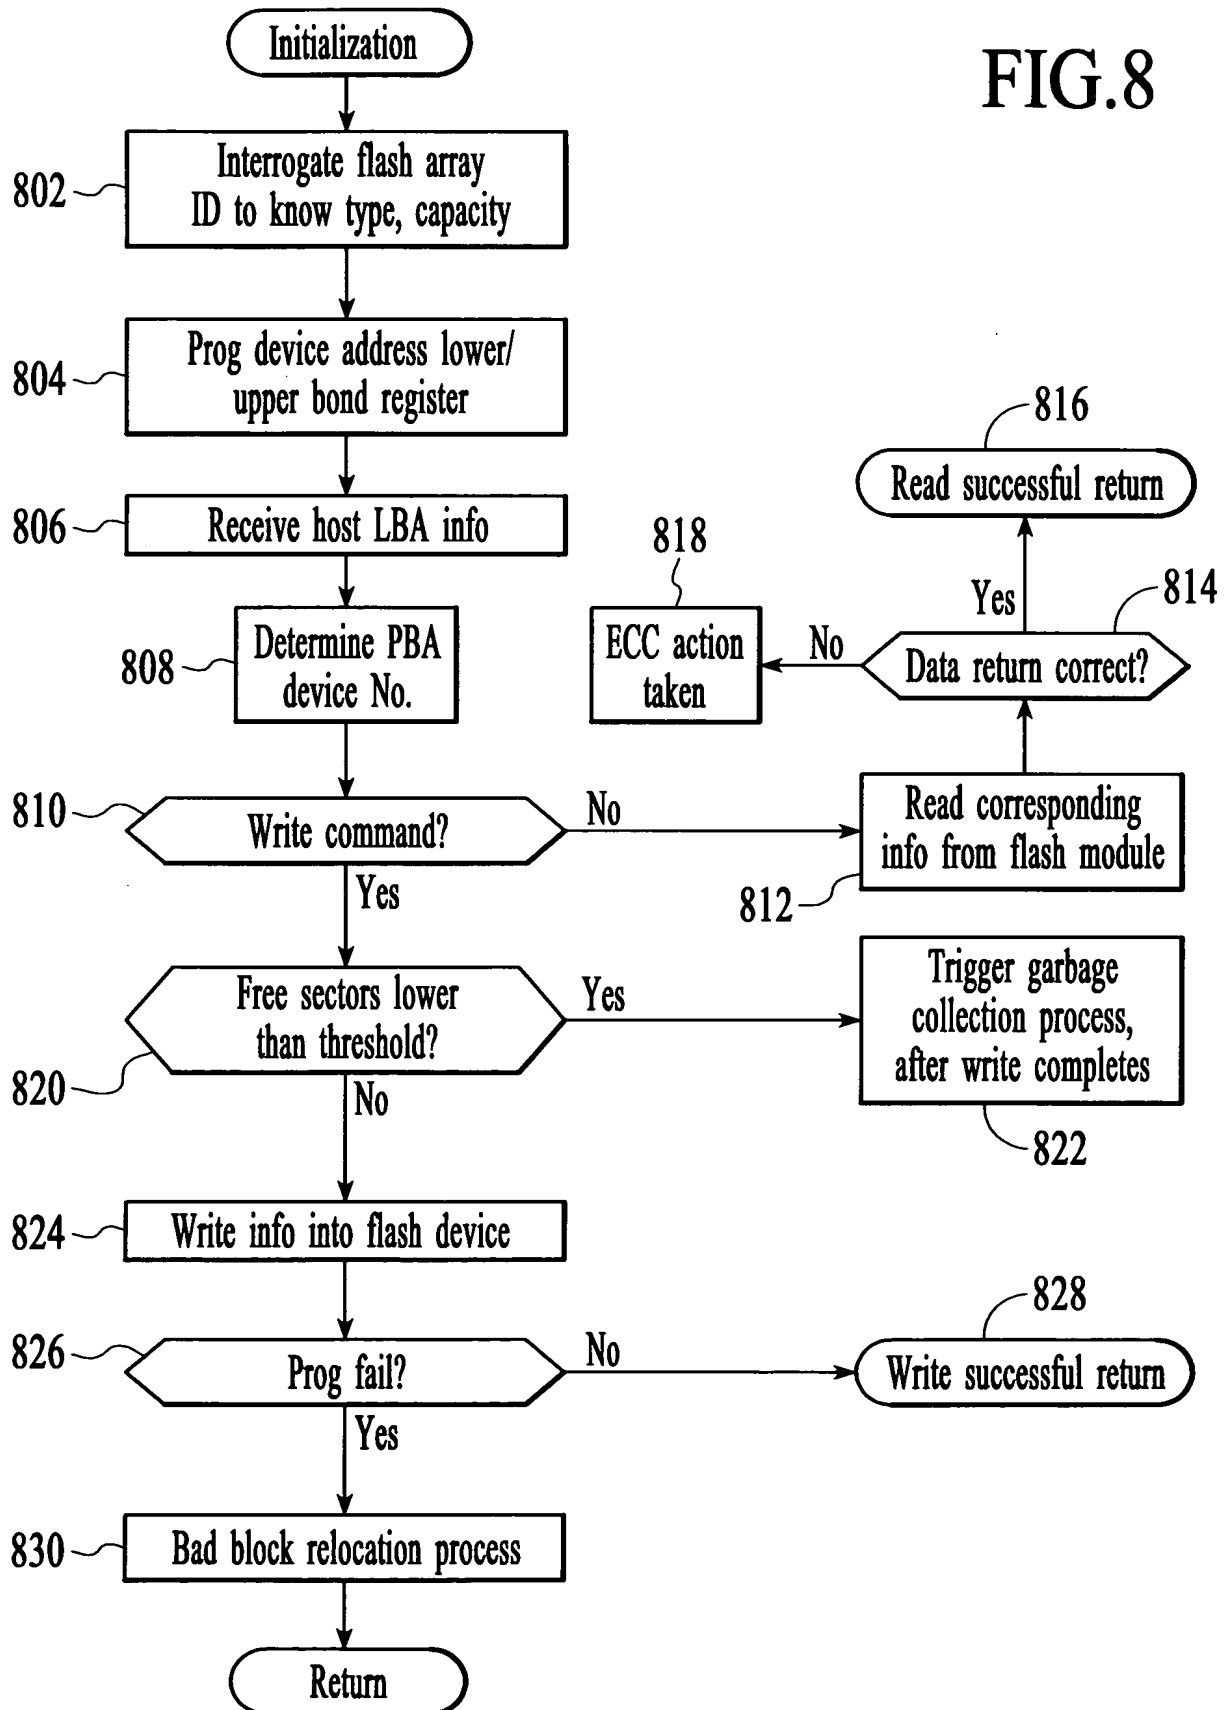 Initialization
FIG.8
802
Interrogate flash array
ID to know type, capacity
804
Prog device address lower/
upper bond register
806
Receive host LBA info
808
Determine PBA
device No.
810
Write command?
No
Yes
812
Read corresponding
info from flash module
814
Data return correct?
Yes
816
Read successful return
No
818
ECC action
taken
820
Free sectors lower
than threshold?
Yes
822
Trigger garbage
collection process,
after write completes
No
824
Write info into flash device
826
Prog fail?
No
828
Write successful return
Yes
830
Bad block relocation process
Return